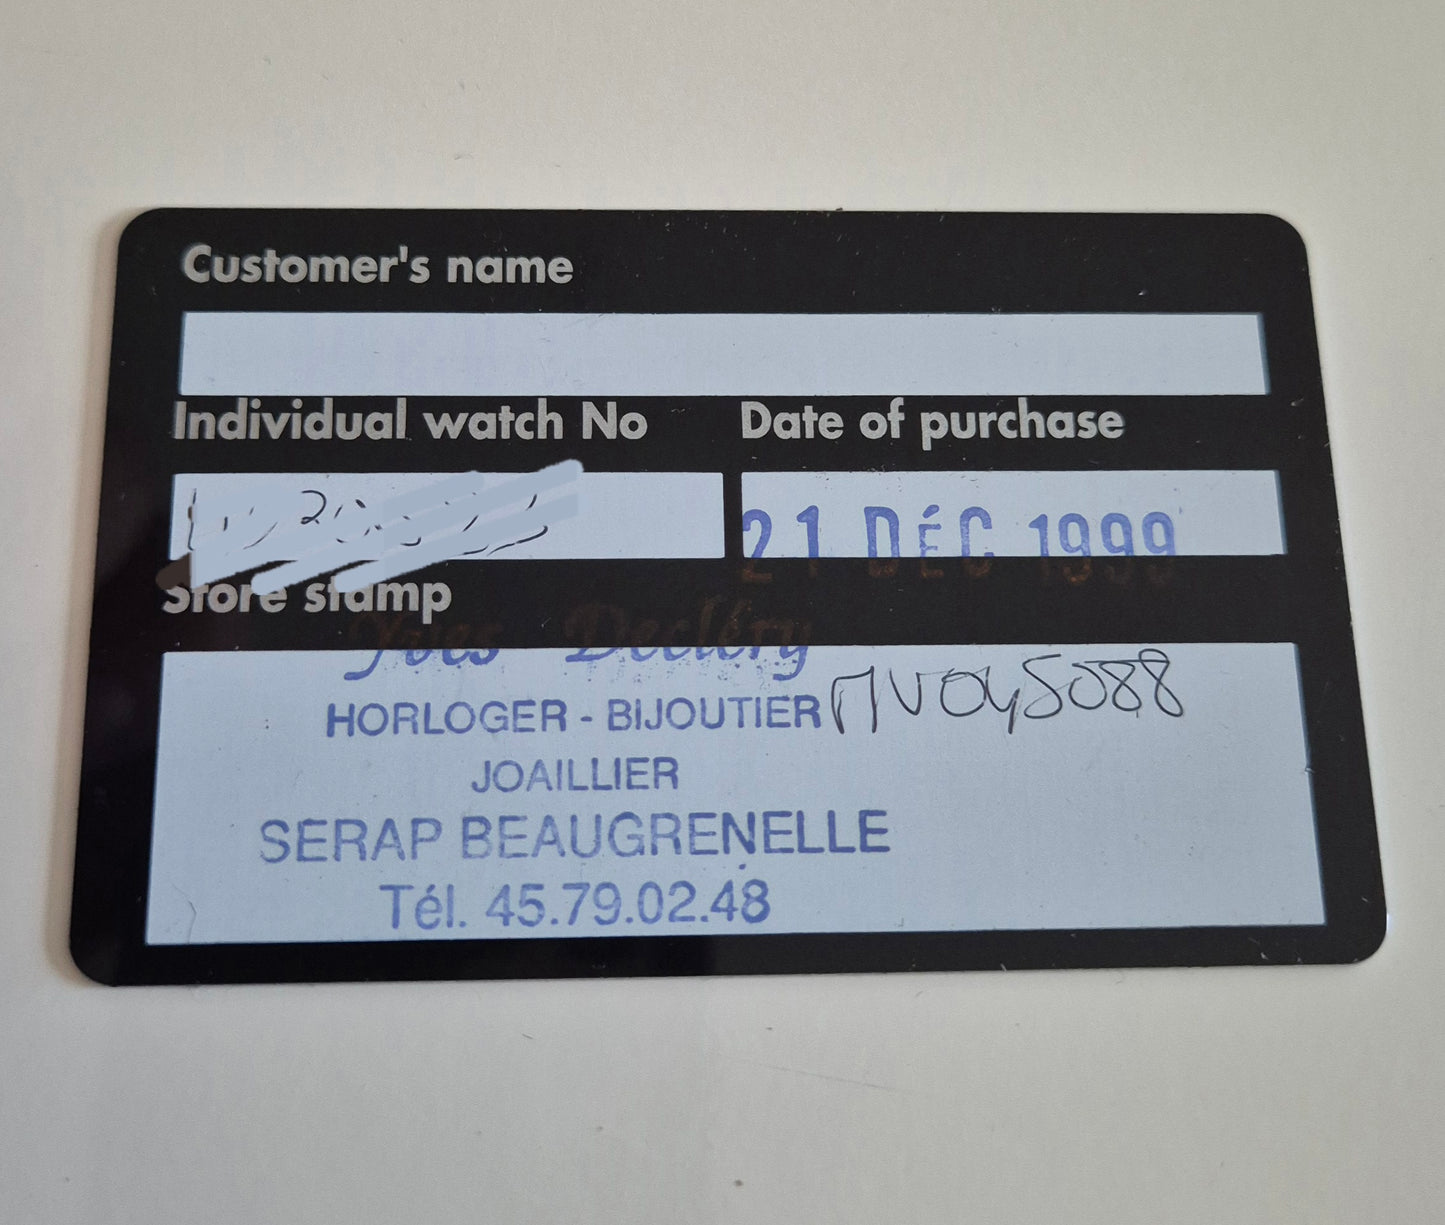 Customer's name
Individual watch No Date of purchase
21 DÉC 1999
Store stamp
Yves Decléry
HORLOGER - BIJOUTIER MV045088
JOAILLIER
SERAP BEAUGRENELLE
Tél. 45.79.02.48